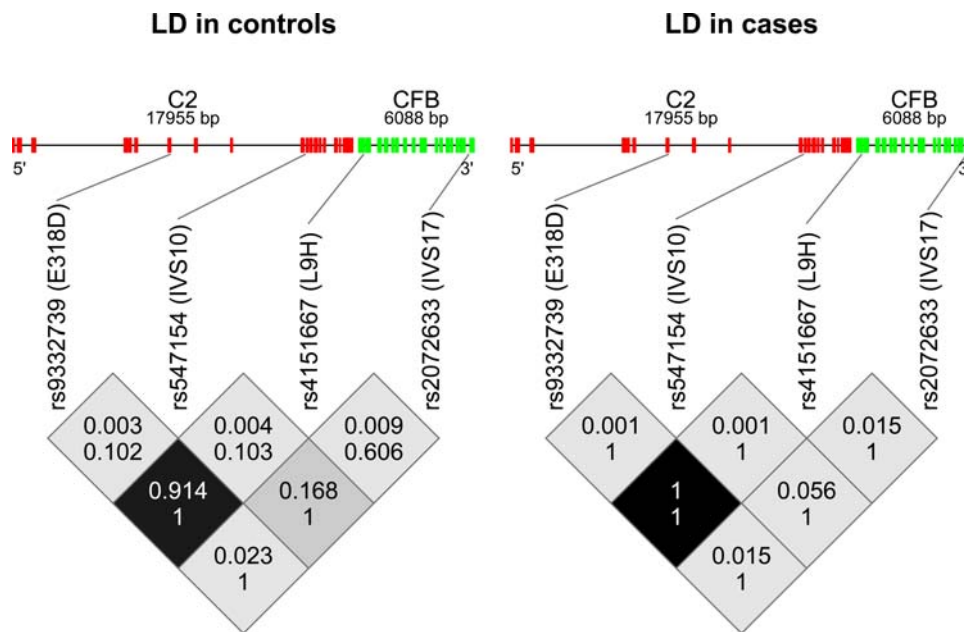 LD in controls
C2
17955 bp
CFB
6088 bp
5'
3'
rs9332739 (E318D)
rs547154 (IVS10)
rs4151667 (L9H)
rs2072633 (IVS17)
0.003
0.102
0.004
0.103
0.009
0.606
0.914
1
0.168
1
0.023
1
LD in cases
C2
17955 bp
CFB
6088 bp
5'
3'
rs9332739 (E318D)
rs547154 (IVS10)
rs4151667 (L9H)
rs2072633 (IVS17)
0.001
1
0.001
1
0.015
1
1
1
0.056
1
0.015
1